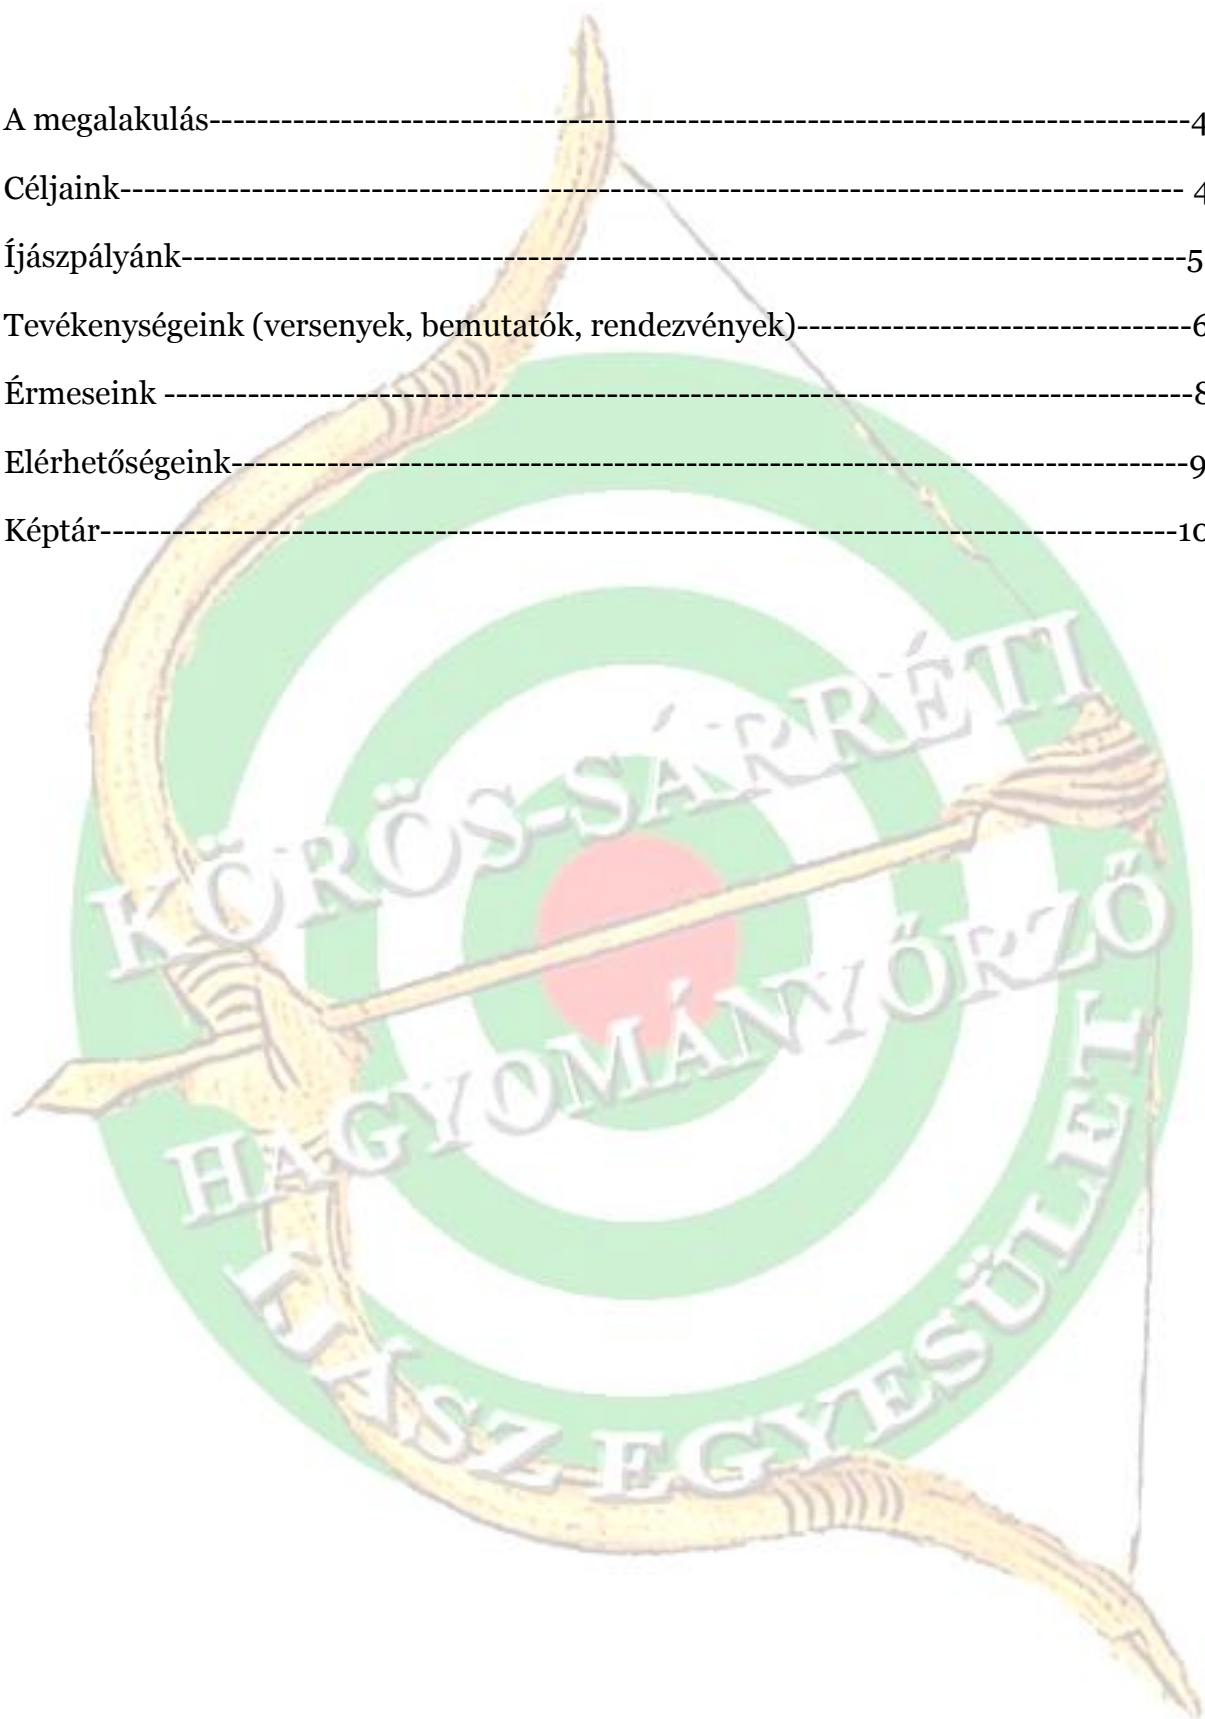 A megalakulás----------------------------------------------------------------------------------4
Céljaink----------------------------------------------------------------------------------------- 4
Íjászpályánk------------------------------------------------------------------------------------5
Tevékenységeink (versenyek, bemutatók, rendezvények)---------------------------------6
Érmeseink --------------------------------------------------------------------------------------8
Elérhetőségeink--------------------------------------------------------------------------------9
Képtár------------------------------------------------------------------------------------------10
KÖRÖS-SÁRRÉTI
HAGYOMÁNYŐRZŐ
ÍJÁSZ EGYESÜLET